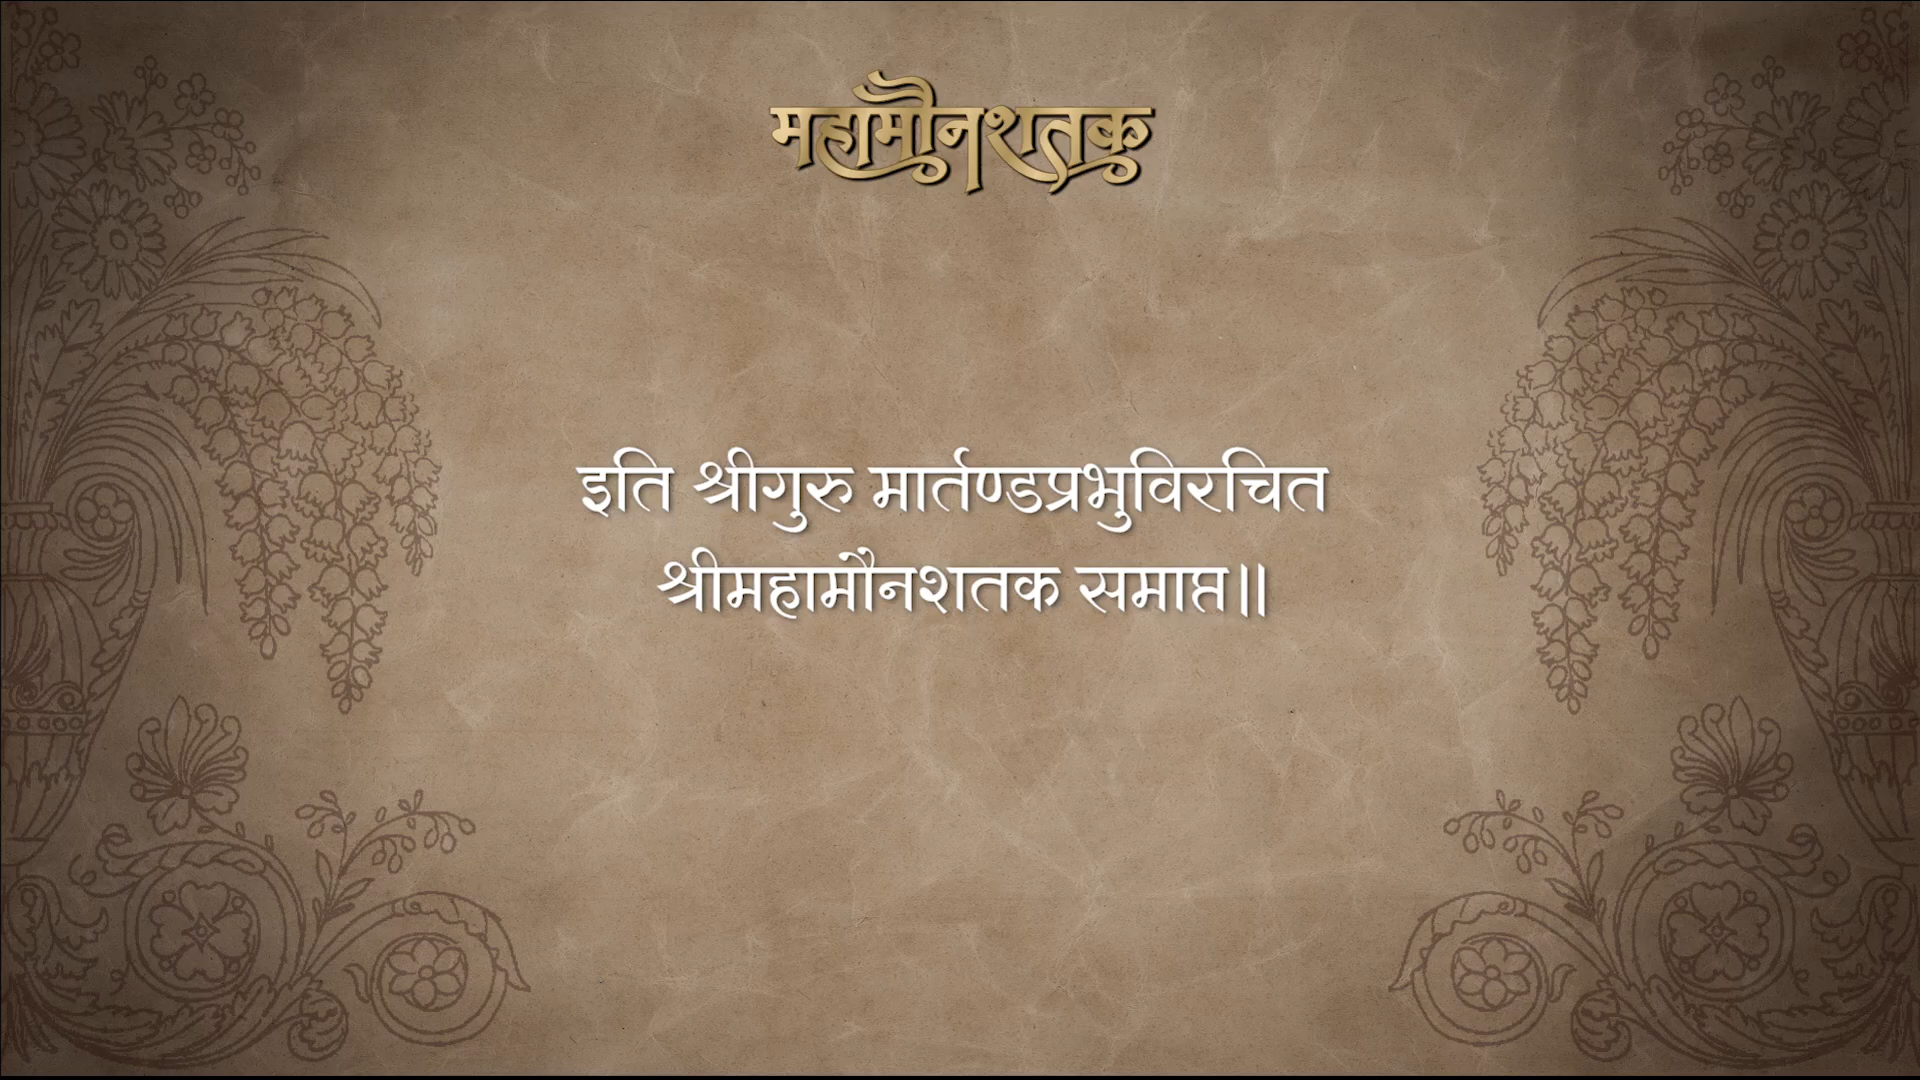 महामौनशतक
इति श्रीगुरु मार्तण्डप्रभुविरचित
श्रीमहामौनशतक समाप्त॥